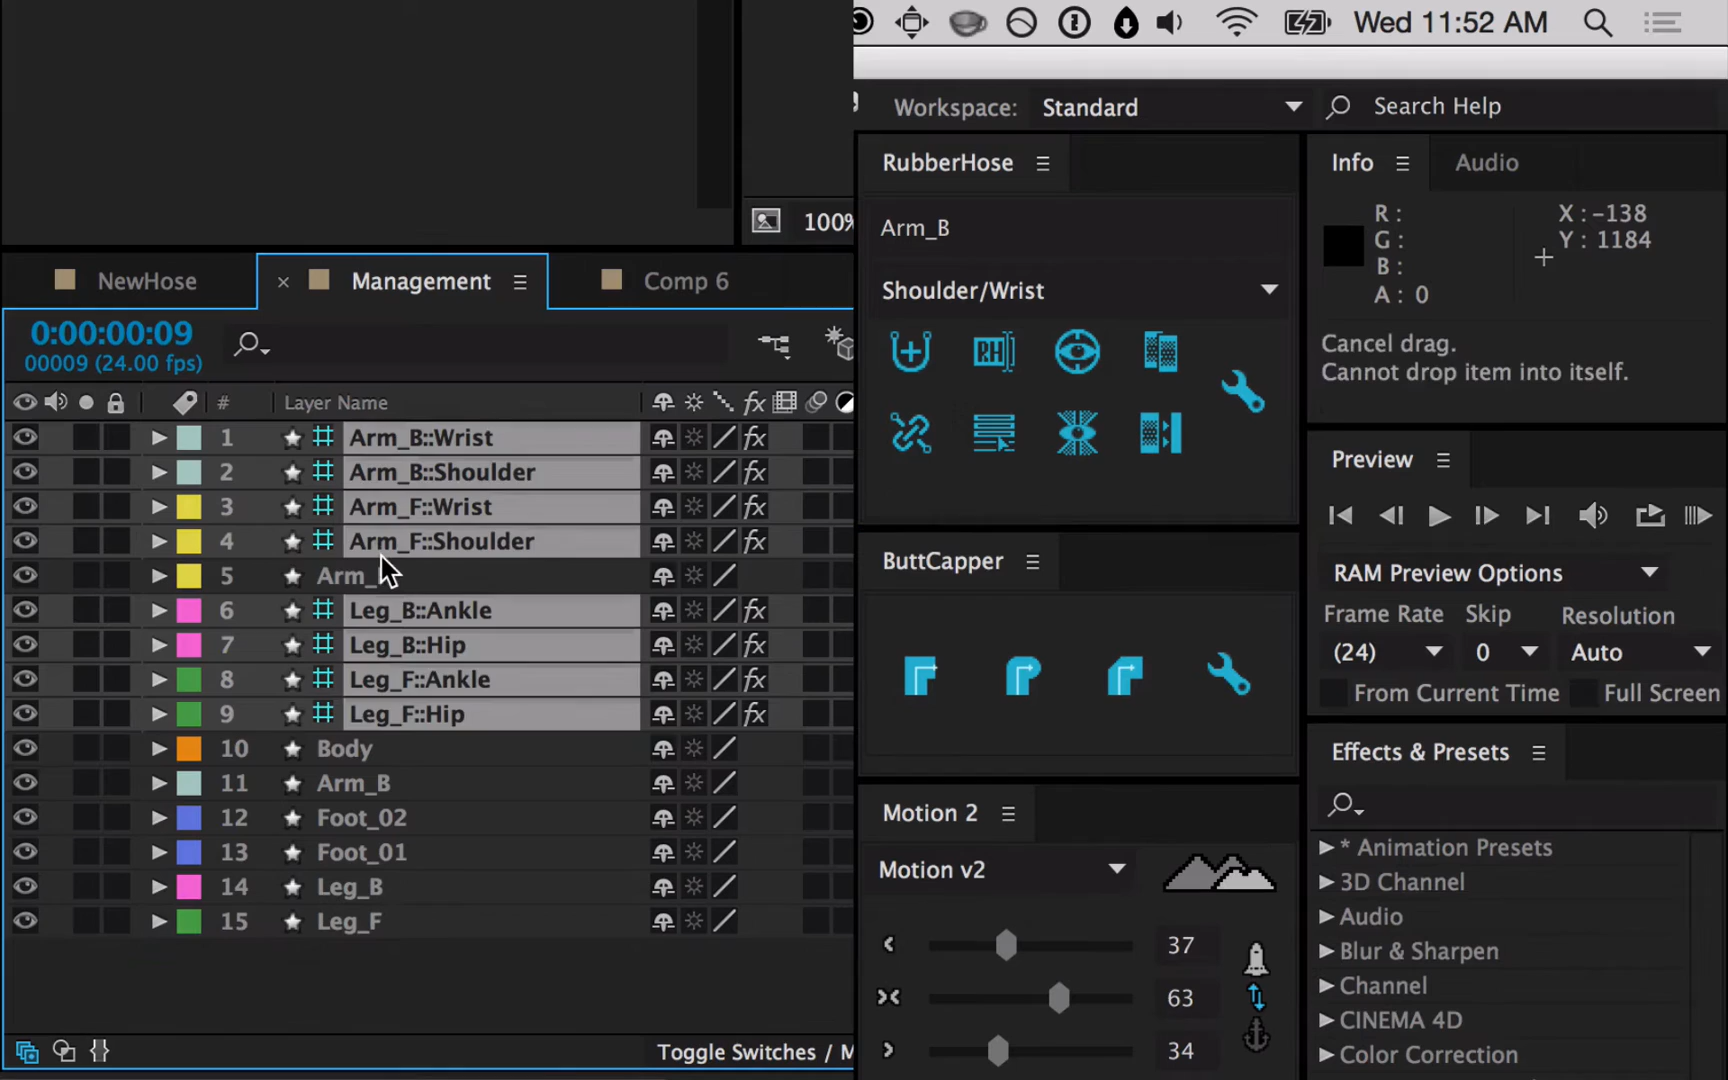 Wed 11:52 AM
Workspace: Standard
Search Help
RubberHose
Info
Audio
Arm_B
Shoulder/Wrist
R :
G :
B :
A : 0
X : -138
Y : 1184
Cancel drag.
Cannot drop item into itself.
100%
NewHose
Management
Comp 6
0:00:00:09
00009 (24.00 fps)
# Layer Name
1 Arm_B::Wrist
2 Arm_B::Shoulder
3 Arm_F::Wrist
4 Arm_F::Shoulder
5
6 Leg_B::Ankle
7 Leg_B::Hip
8 Leg_F::Ankle
9 Leg_F::Hip
10 Body
11 Arm_B
12 Foot_02
13 Foot_01
14 Leg_B
15 Leg_F
Toggle Switches / M
ButtCapper
Motion 2
Motion v2
37
63
34
Preview
RAM Preview Options
Frame Rate Skip Resolution
(24) 0 Auto
From Current Time Full Screen
Effects & Presets
* Animation Presets
3D Channel
Audio
Blur & Sharpen
Channel
CINEMA 4D
Color Correction